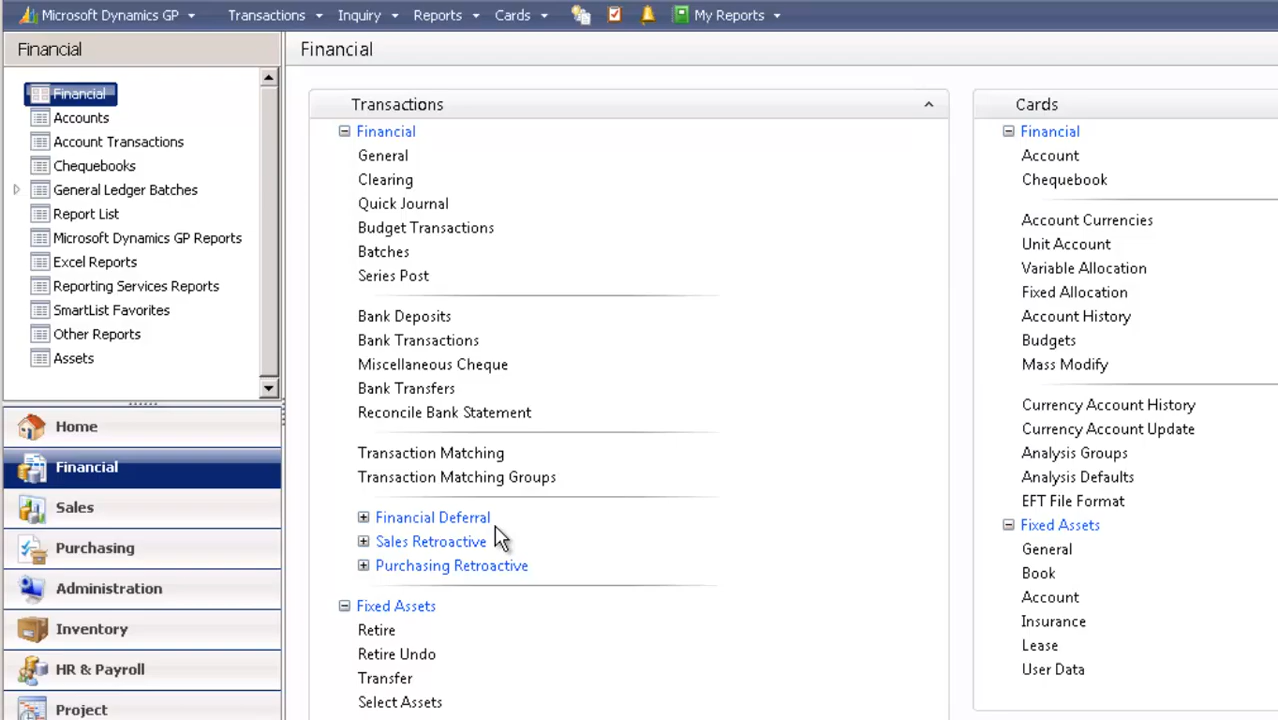 Microsoft Dynamics GP Transactions Inquiry Reports Cards My Reports
Financial
Financial
Accounts
Account Transactions
Chequebooks
General Ledger Batches
Report List
Microsoft Dynamics GP Reports
Excel Reports
Reporting Services Reports
SmartList Favorites
Other Reports
Assets
Home
Financial
Sales
Purchasing
Administration
Inventory
HR & Payroll
Project
Financial
Transactions
Financial
General
Clearing
Quick Journal
Budget Transactions
Batches
Series Post
Bank Deposits
Bank Transactions
Miscellaneous Cheque
Bank Transfers
Reconcile Bank Statement
Transaction Matching
Transaction Matching Groups
Financial Deferral
Sales Retroactive
Purchasing Retroactive
Fixed Assets
Retire
Retire Undo
Transfer
Select Assets
Cards
Financial
Account
Chequebook
Account Currencies
Unit Account
Variable Allocation
Fixed Allocation
Account History
Budgets
Mass Modify
Currency Account History
Currency Account Update
Analysis Groups
Analysis Defaults
EFT File Format
Fixed Assets
General
Book
Account
Insurance
Lease
User Data